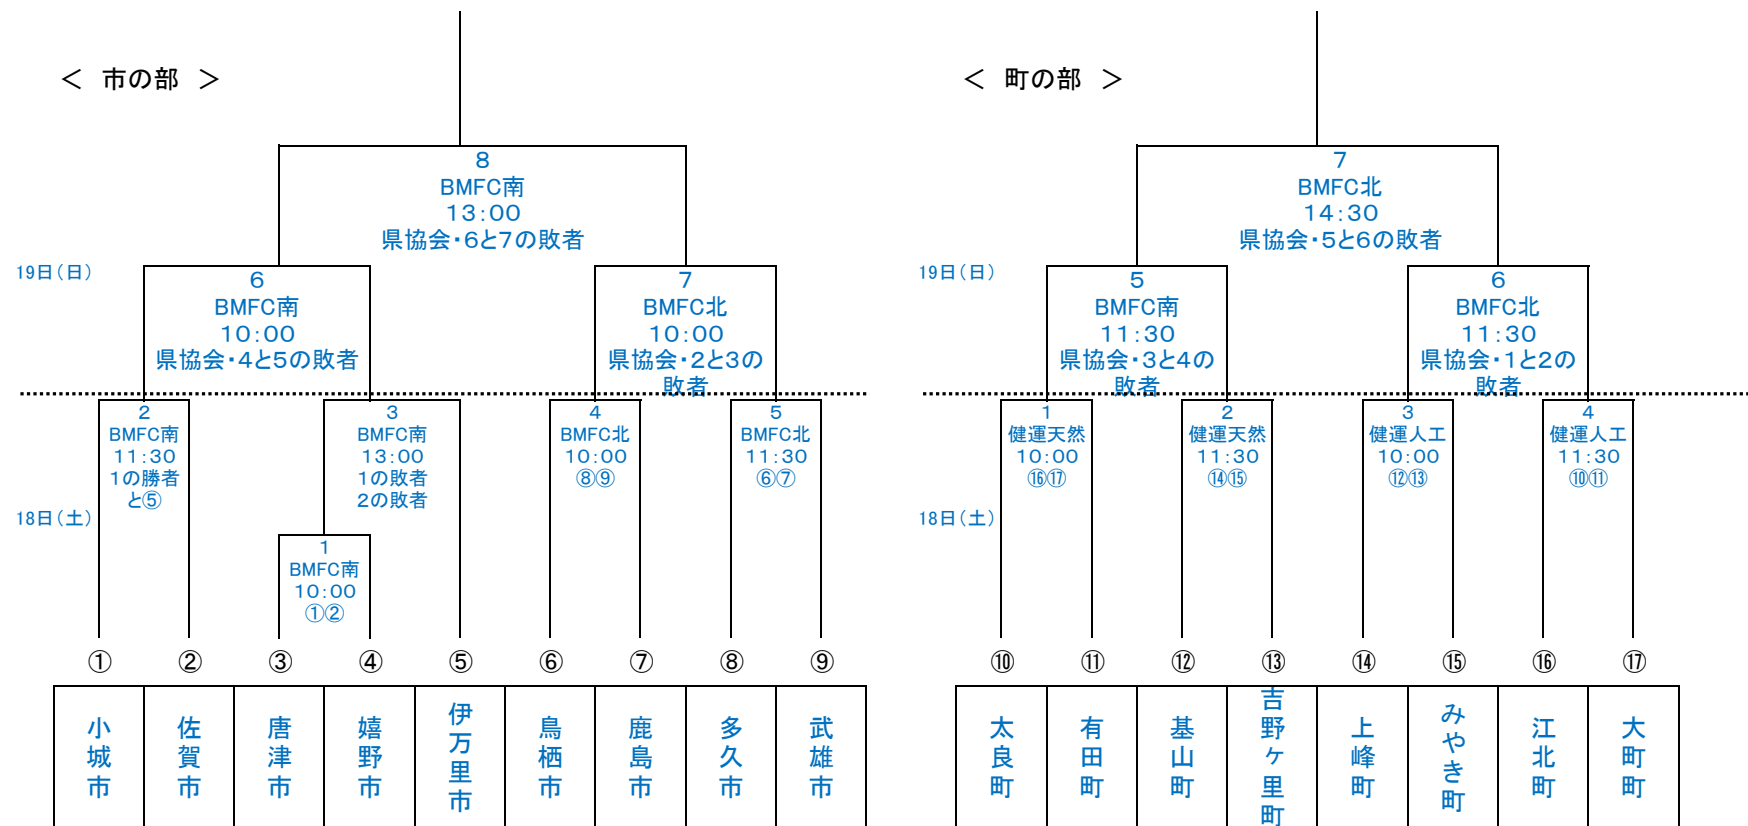 ＜ 市の部 ＞
8
BMFC南
13:00
県協会・6と7の敗者
19日(日)
6
BMFC南
10:00
県協会・4と5の敗者
7
BMFC北
10:00
県協会・2と3の
敗者
2
BMFC南
11:30
1の勝者
と⑤
3
BMFC南
13:00
1の敗者
2の敗者
4
BMFC北
10:00
⑧⑨
5
BMFC北
11:30
⑥⑦
18日(土)
1
BMFC南
10:00
①②
① ② ③ ④ ⑤ ⑥ ⑦ ⑧ ⑨
小城市
佐賀市
唐津市
嬉野市
伊万里市
鳥栖市
鹿島市
多久市
武雄市
＜ 町の部 ＞
7
BMFC北
14:30
県協会・5と6の敗者
19日(日)
5
BMFC南
11:30
県協会・3と4の
敗者
6
BMFC北
11:30
県協会・1と2の
敗者
1
健運天然
10:00
⑯⑰
2
健運天然
11:30
⑭⑮
3
健運人工
10:00
⑫⑬
4
健運人工
11:30
⑩⑪
18日(土)
⑩ ⑪ ⑫ ⑬ ⑭ ⑮ ⑯ ⑰
太良町
有田町
基山町
吉野ヶ里町
上峰町
みやき町
江北町
大町町